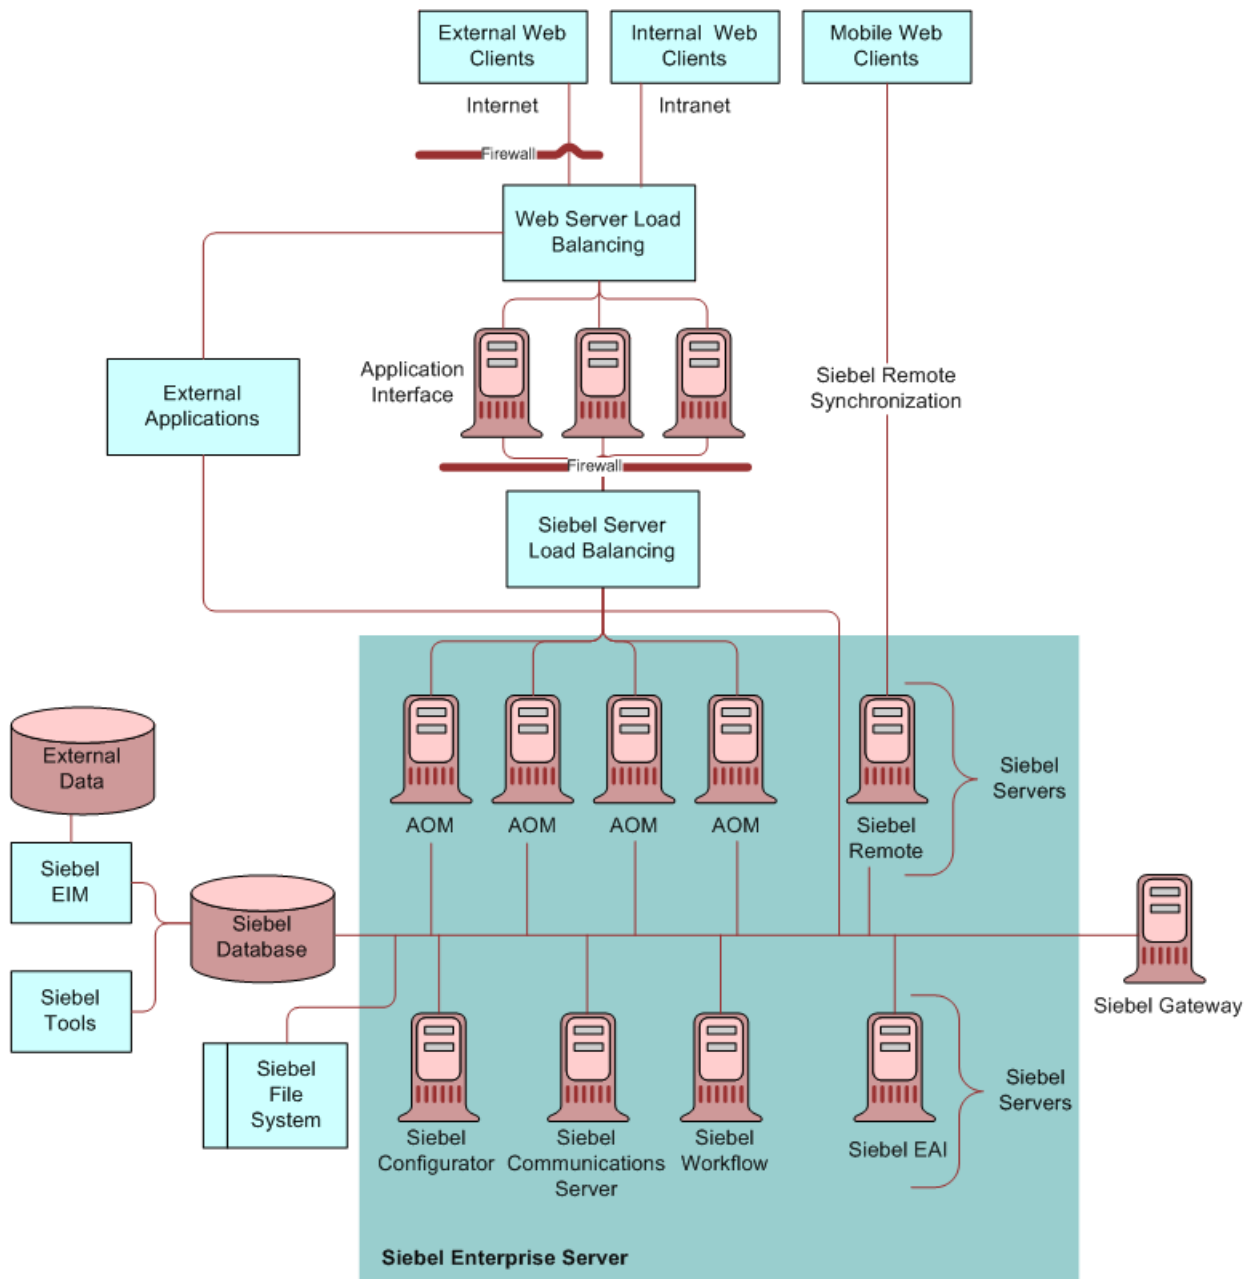 External Web
Clients
Internal Web
Clients
Mobile Web
Clients
Internet
Intranet
Firewall
Web Server Load
Balancing
Application
Interface
External
Applications
Siebel Remote
Synchronization
Firewall
Siebel Server
Load Balancing
External
Data
AOM
AOM
AOM
AOM
Siebel
Remote
Siebel
Servers
Siebel
EIM
Siebel
Database
Siebel
Tools
Siebel Gateway
Siebel
File
System
Siebel
Configurator
Siebel
Communications
Server
Siebel
Workflow
Siebel EAI
Siebel
Servers
Siebel Enterprise Server